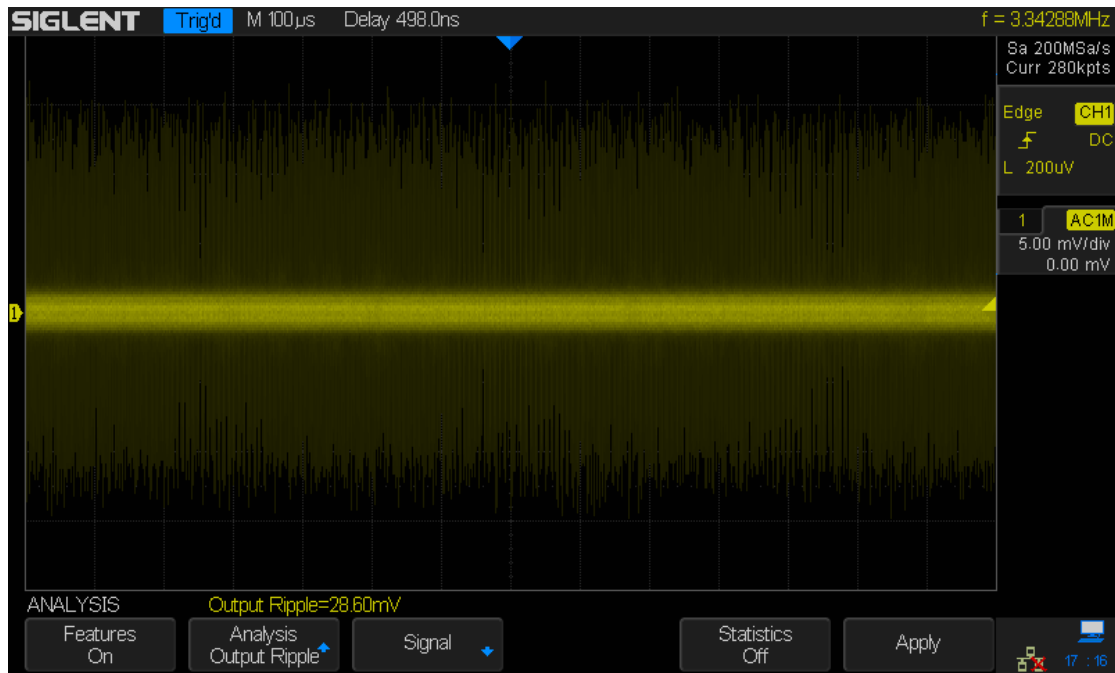 SIGLENT Trig'd M 100µs Delay 498.0ns f = 3.34288MHz
Sa 200MSa/s
Curr 280kpts
Edge CH1
DC
L 200uV
1 AC1M
5.00 mV/div
0.00 mV
1
ANALYSIS Output Ripple=28.60mV
Features
On
Analysis
Output Ripple
Signal
Statistics
Off
Apply
17 : 16